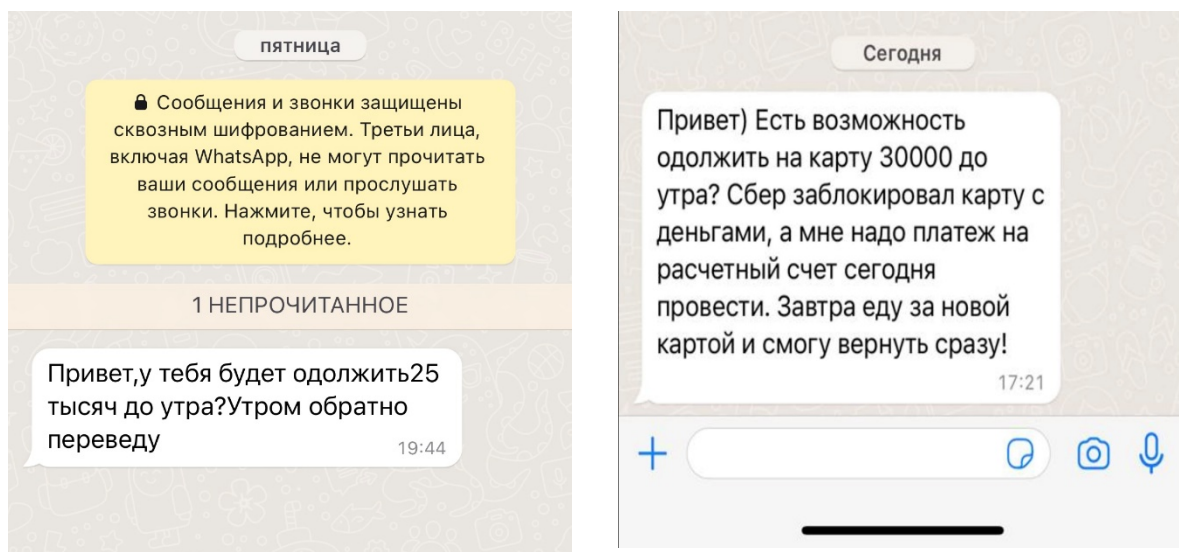 пятница
Сообщения и звонки защищены
сквозным шифрованием. Третьи лица,
включая WhatsApp, не могут прочитать
ваши сообщения или прослушать
звонки. Нажмите, чтобы узнать
подробнее.
1 НЕПРОЧИТАННОЕ
Привет,у тебя будет одолжить25
тысяч до утра?Утром обратно
переведу
19:44
Сегодня
Привет) Есть возможность
одолжить на карту 30000 до
утра? Сбер заблокировал карту с
деньгами, а мне надо платеж на
расчетный счет сегодня
провести. Завтра еду за новой
картой и смогу вернуть сразу!
17:21